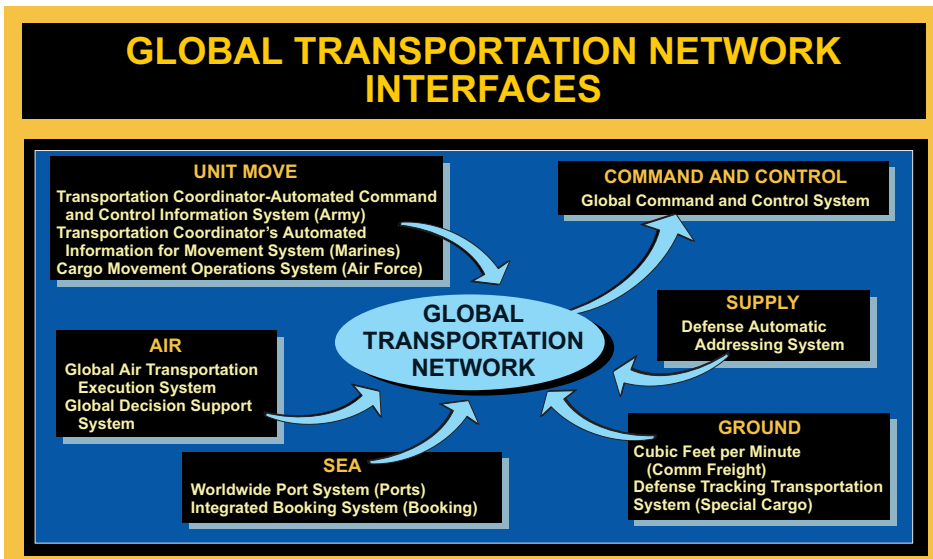 GLOBAL TRANSPORTATION NETWORK
INTERFACES
UNIT MOVE
Transportation Coordinator-Automated Command
and Control Information System (Army)
Transportation Coordinator's Automated
Information for Movement System (Marines)
Cargo Movement Operations System (Air Force)
COMMAND AND CONTROL
Global Command and Control System
GLOBAL
TRANSPORTATION
NETWORK
SUPPLY
Defense Automatic
Addressing System
AIR
Global Air Transportation
Execution System
Global Decision Support
System
SEA
Worldwide Port System (Ports)
Integrated Booking System (Booking)
GROUND
Cubic Feet per Minute
(Comm Freight)
Defense Tracking Transportation
System (Special Cargo)